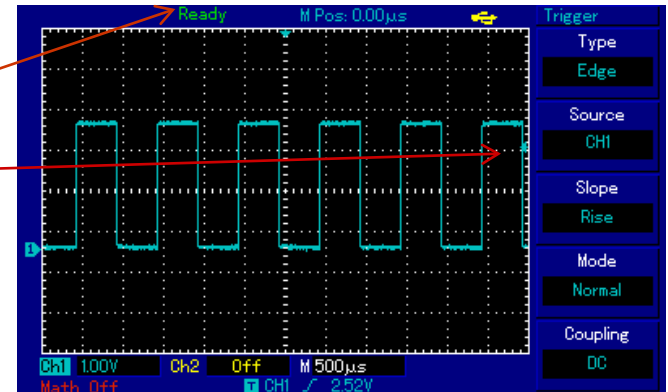 Ready M Pos: 0.00μs Trigger
Type
Edge
Source
CH1
Slope
Rise
1
Mode
Normal
Coupling
DC
Ch1 1.00V Ch2 Off M 500μs
Math Off T CH1 2.52V